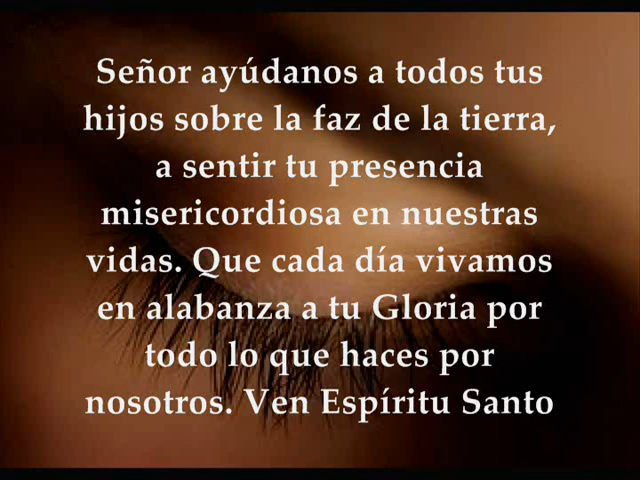 Señor ayúdanos a todos tus
hijos sobre la faz de la tierra,
a sentir tu presencia
misericordiosa en nuestras
vidas. Que cada día vivamos
en alabanza a tu Gloria por
todo lo que haces por
nosotros. Ven Espíritu Santo